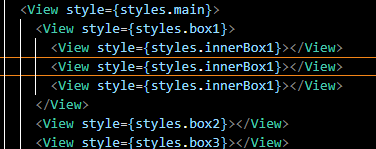 <View style={styles.main}>
<View style={styles.box1}>
<View style={styles.innerBox1}></View>
<View style={styles.innerBox1}></View>
<View style={styles.innerBox1}></View>
</View>
<View style={styles.box2}></View>
<View style={styles.box3}></View>